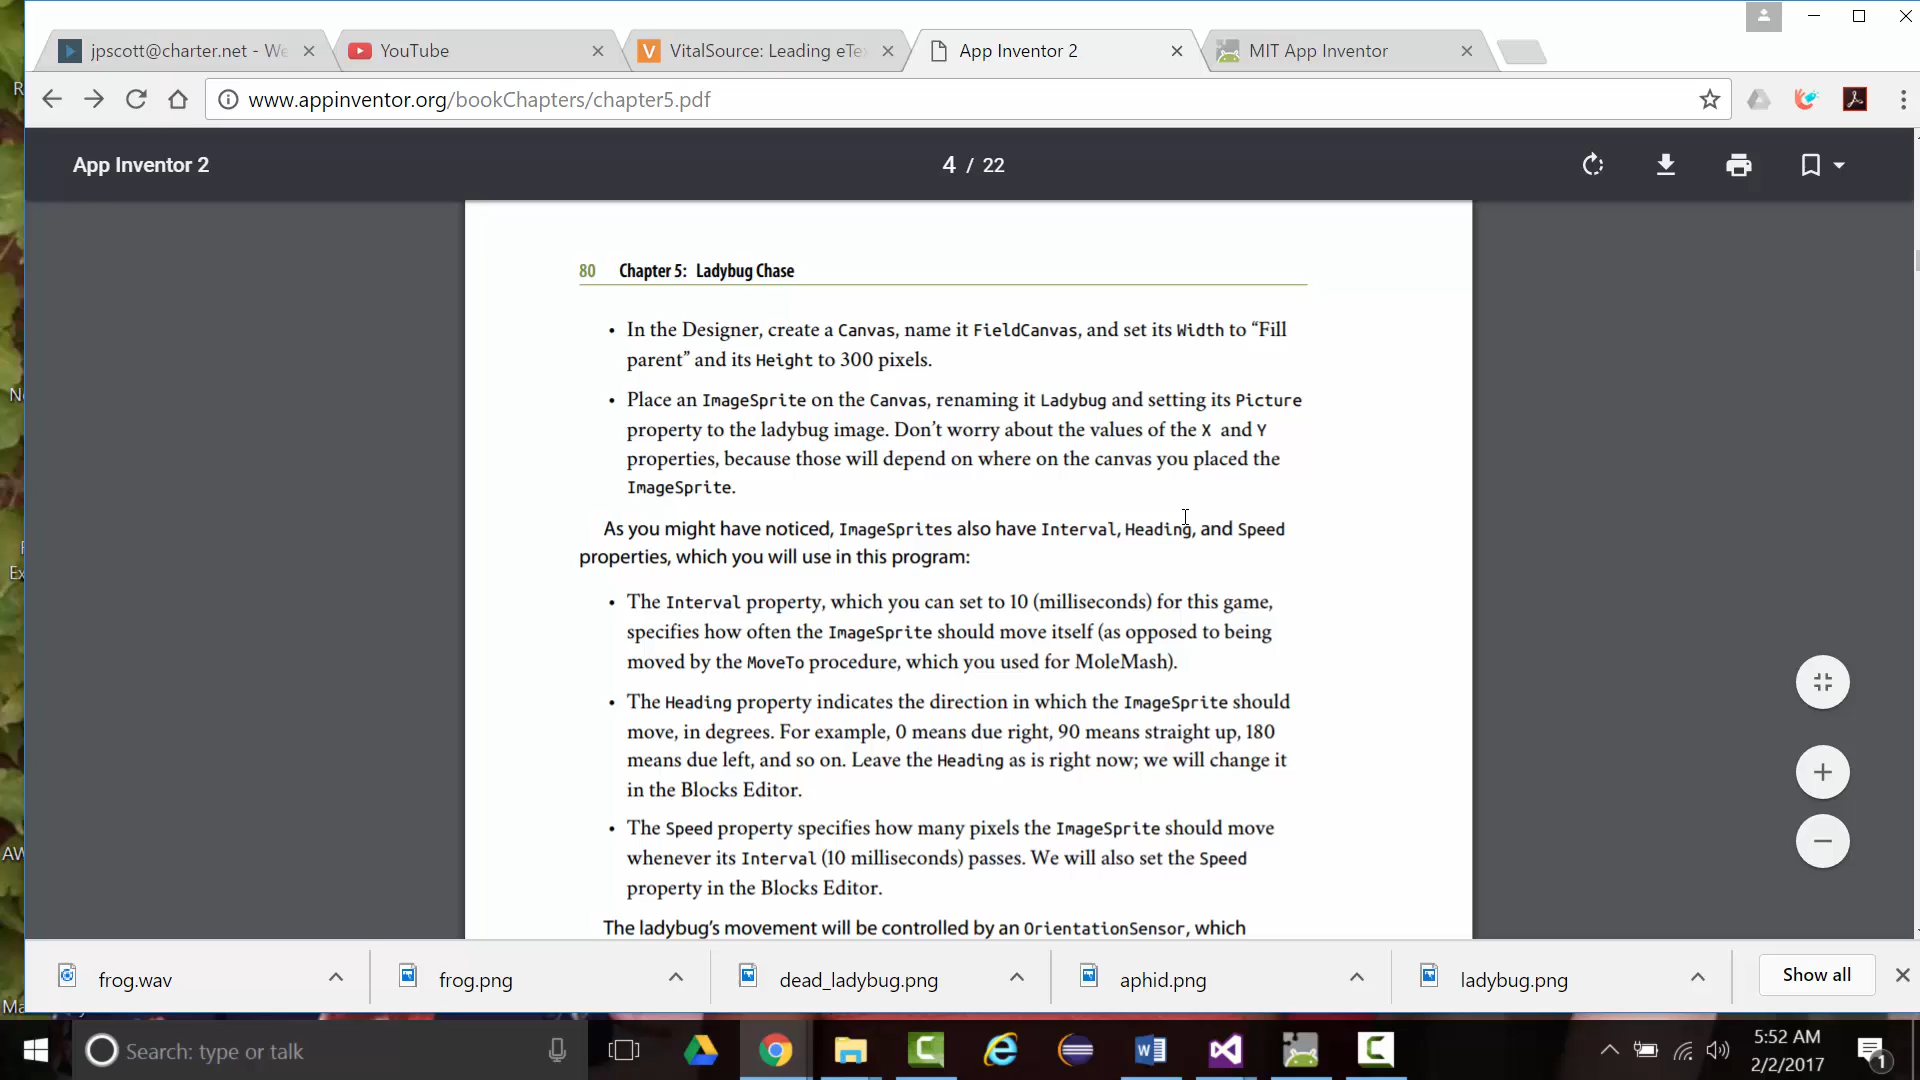 jpscott@charter.net - We
YouTube
VitalSource: Leading eTex
App Inventor 2
MIT App Inventor
www.appinventor.org/bookChapters/chapter5.pdf
App Inventor 2
4 / 22
80 Chapter 5: Ladybug Chase
• In the Designer, create a Canvas, name it FieldCanvas, and set its Width to “Fill
parent” and its Height to 300 pixels.
• Place an ImageSprite on the Canvas, renaming it Ladybug and setting its Picture
property to the ladybug image. Don’t worry about the values of the X and Y
properties, because those will depend on where on the canvas you placed the
ImageSprite.
As you might have noticed, ImageSprites also have Interval, Heading, and Speed
properties, which you will use in this program:
• The Interval property, which you can set to 10 (milliseconds) for this game,
specifies how often the ImageSprite should move itself (as opposed to being
moved by the MoveTo procedure, which you used for MoleMash).
• The Heading property indicates the direction in which the ImageSprite should
move, in degrees. For example, 0 means due right, 90 means straight up, 180
means due left, and so on. Leave the Heading as is right now; we will change it
in the Blocks Editor.
• The Speed property specifies how many pixels the ImageSprite should move
whenever its Interval (10 milliseconds) passes. We will also set the Speed
property in the Blocks Editor.
The ladybug’s movement will be controlled by an OrientationSensor, which
frog.wav
frog.png
dead_ladybug.png
aphid.png
ladybug.png
Show all
Search: type or talk
5:52 AM
2/2/2017
1